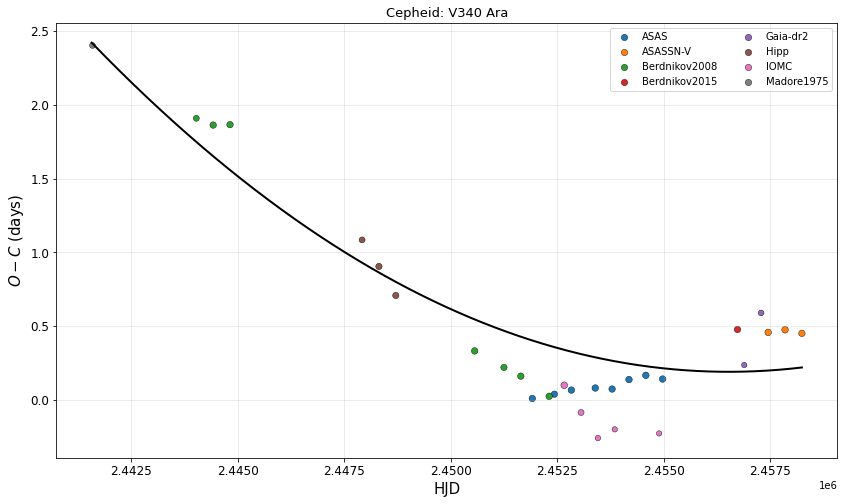 Cepheid: V340 Ara
ASAS
ASASSN-V
Berdnikov2008
Berdnikov2015
Gaia-dr2
Hipp
IOMC
Madore1975
2.5
2.0
1.5
1.0
0.5
0.0
O − C (days)
2.4425 2.4450 2.4475 2.4500 2.4525 2.4550 2.4575
1e6
HJD